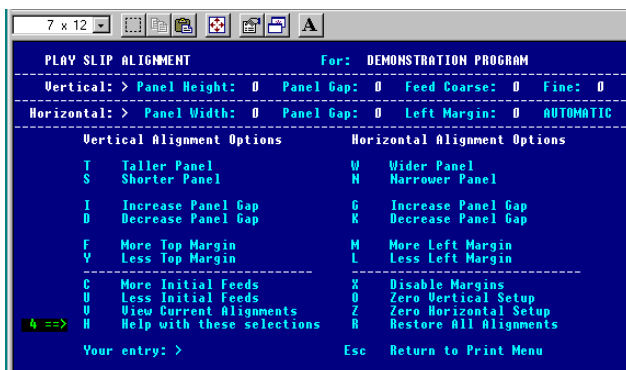 7 x 12
A
PLAY SLIP ALIGNMENT For: DEMONSTRATION PROGRAM
Vertical: > Panel Height: 0 Panel Gap: 0 Feed Coarse: 0 Fine: 0
Horizontal: > Panel Width: 0 Panel Gap: 0 Left Margin: 0 AUTOMATIC
Vertical Alignment Options Horizontal Alignment Options
T Taller Panel W Wider Panel
S Shorter Panel N Narrower Panel
I Increase Panel Gap G Increase Panel Gap
D Decrease Panel Gap K Decrease Panel Gap
F More Top Margin M More Left Margin
Y Less Top Margin L Less Left Margin
C More Initial Feeds X Disable Margins
U Less Initial Feeds O Zero Vertical Setup
V View Current Alignments Z Zero Horizontal Setup
4 ==> H Help with these selections R Restore All Alignments
Your entry: > Esc Return to Print Menu